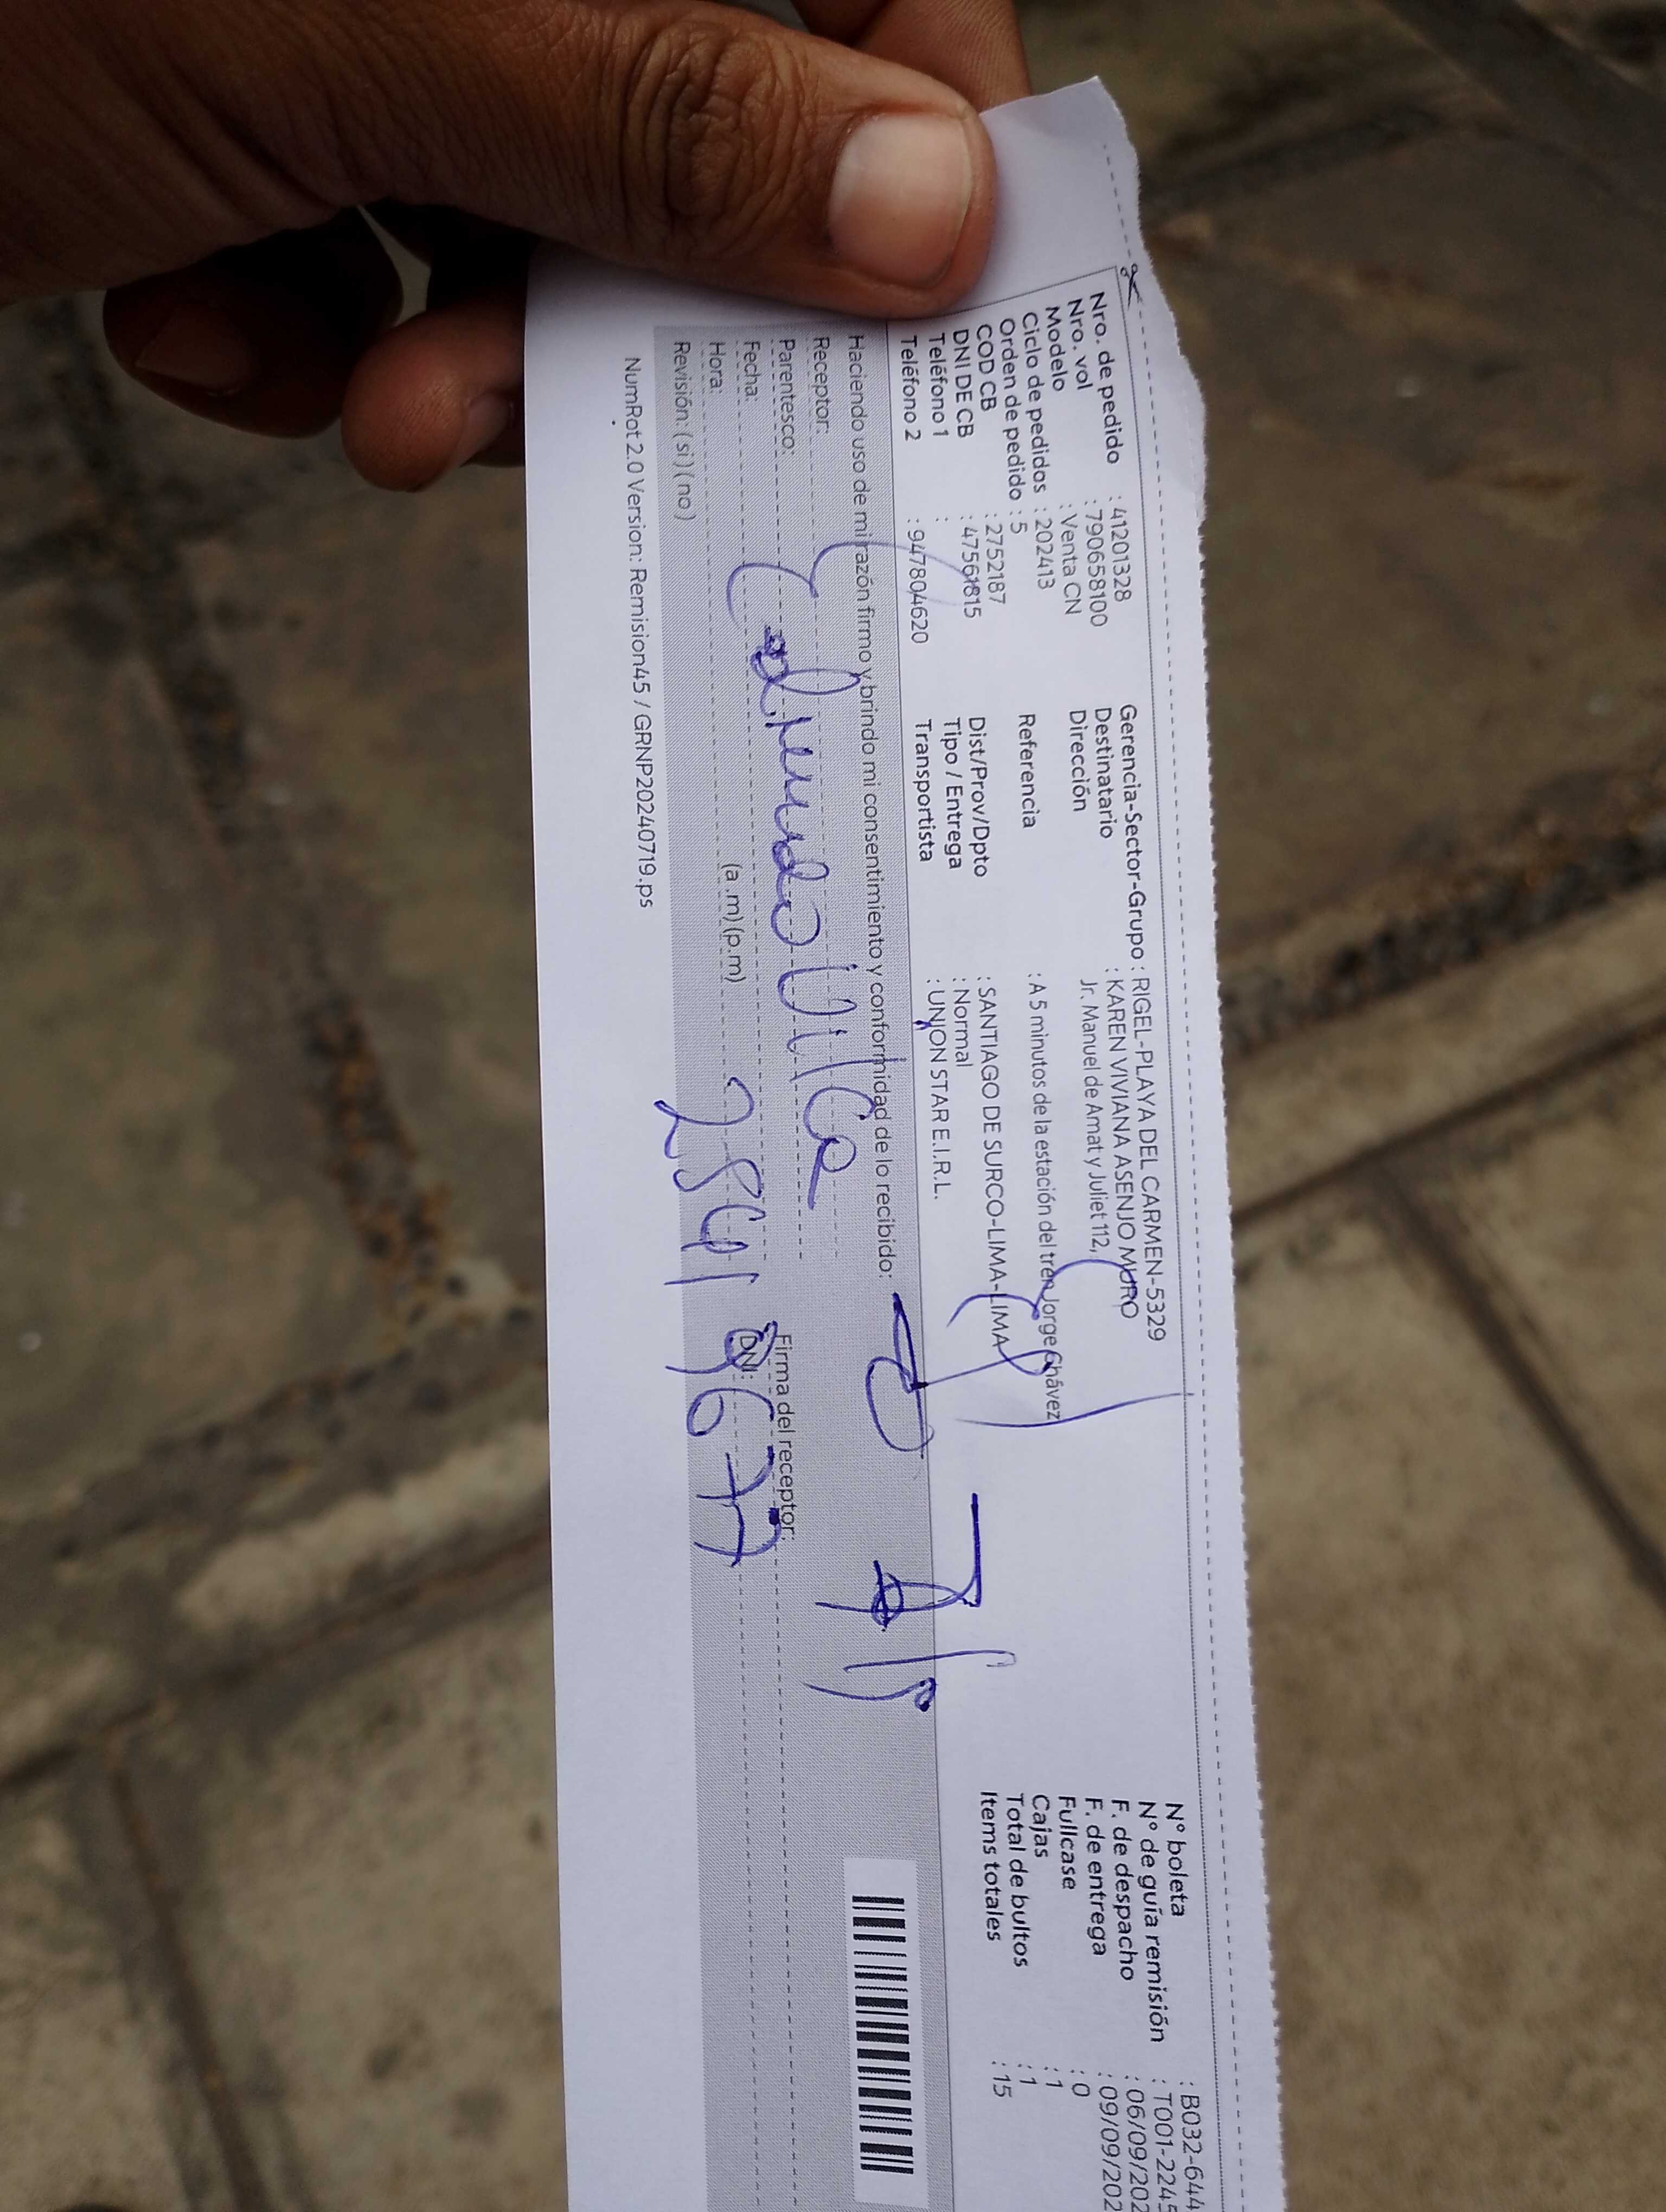 Nro. de pedido : 41201328
Nro. vol : 790658100
Modelo : Venta CN
Ciclo de pedidos : 202413
Orden de pedido : 5
COD CB : 2752187
DNI DE CB : 47561815
Teléfono 1 :
Teléfono 2 : 947804620
Gerencia-Sector-Grupo : RIGEL-PLAYA DEL CARMEN-5329
Destinatario : KAREN VIVIANA ASENJO MURO
Dirección Jr. Manuel de Amat y Juliet 112,
Referencia : A 5 minutos de la estación del tren Jorge Chávez
Dist/Prov/Dpto : SANTIAGO DE SURCO-LIMA-LIMA
Tipo / Entrega : Normal
Transportista : UNION STAR E.I.R.L.
N° boleta : B032-644
N° de guía remisión : T001-2245
F. de despacho : 06/09/202
F. de entrega : 09/09/202
Fullcase : 0
Cajas : 1
Total de bultos : 1
Items totales : 15
Haciendo uso de mi razón firmo y brindo mi consentimiento y conformidad de lo recibido:
Receptor:
Parentesco:
Fecha:
Hora: (a.m) (p.m)
Revisión: (si) (no)
Firma del receptor:
DNI:
NumRot 2.0 Version: Remision45 / GRNP20240719.ps